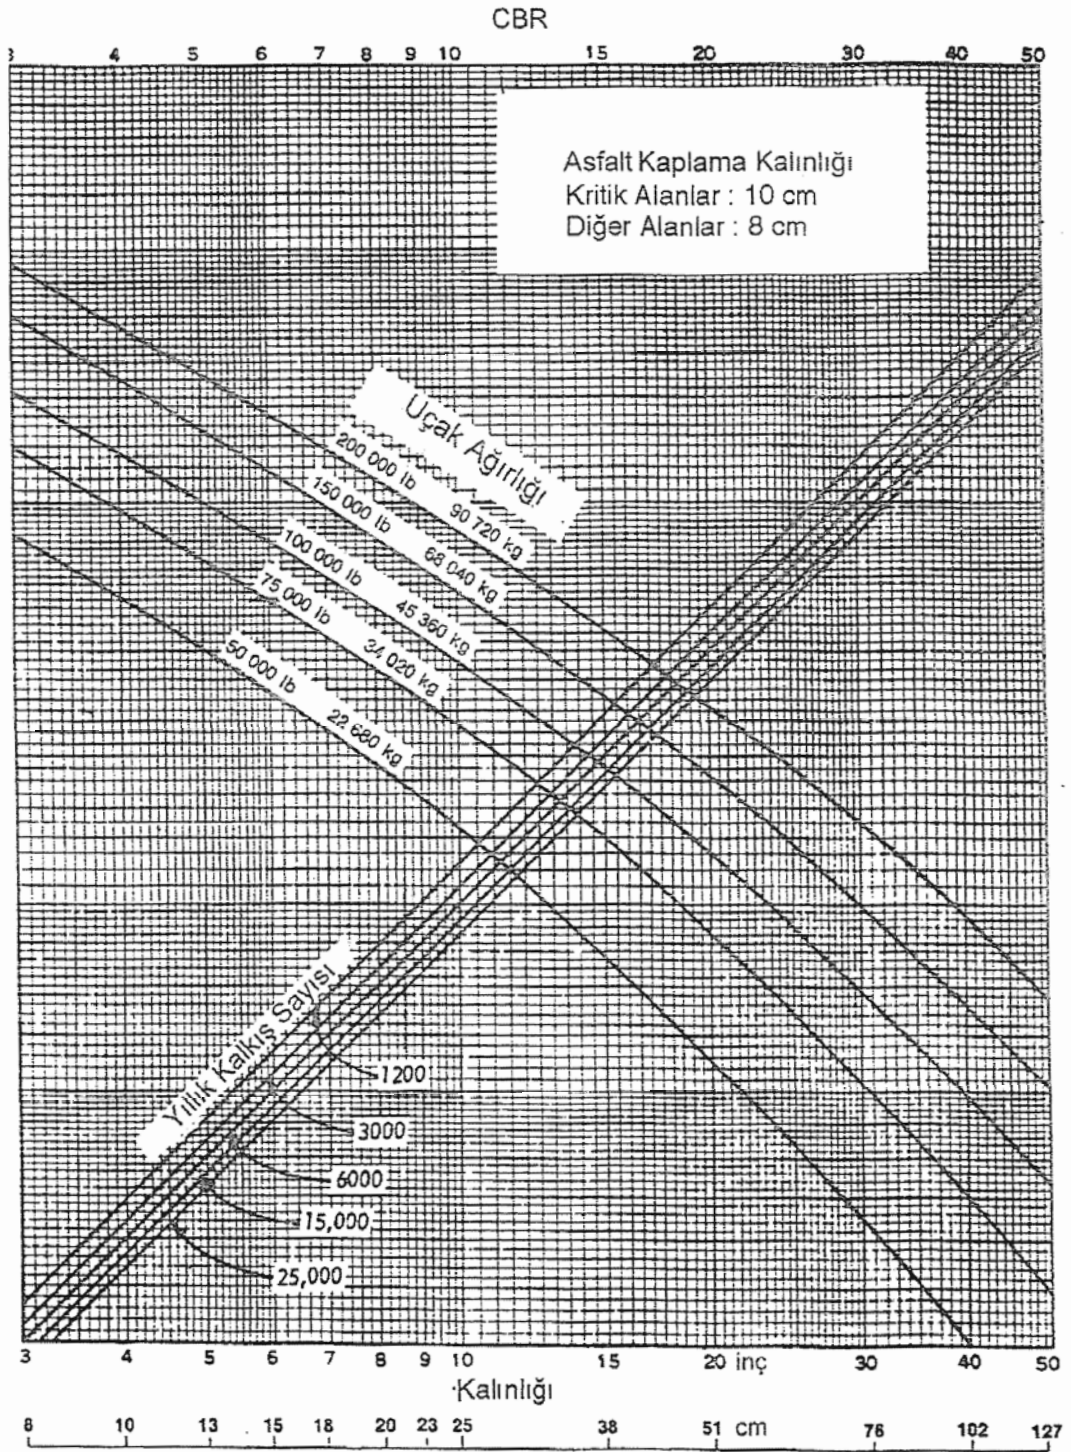 CBR
3 4 5 6 7 8 9 10 15 20 30 40 50
Asfalt Kaplama Kalınlığı
Kritik Alanlar : 10 cm
Diğer Alanlar : 8 cm
Uçak Ağırlığı
200 000 lb 90 720 kg
150 000 lb 68 040 kg
100 000 lb 45 360 kg
75 000 lb 34 020 kg
50 000 lb 22 680 kg
Yıllık Kalkış Sayısı
1200
3000
6000
15,000
25,000
3 4 5 6 7 8 9 10 15 20 inç 30 40 50
Kalınlığı
8 10 13 15 18 20 23 25 38 51 cm 76 102 127